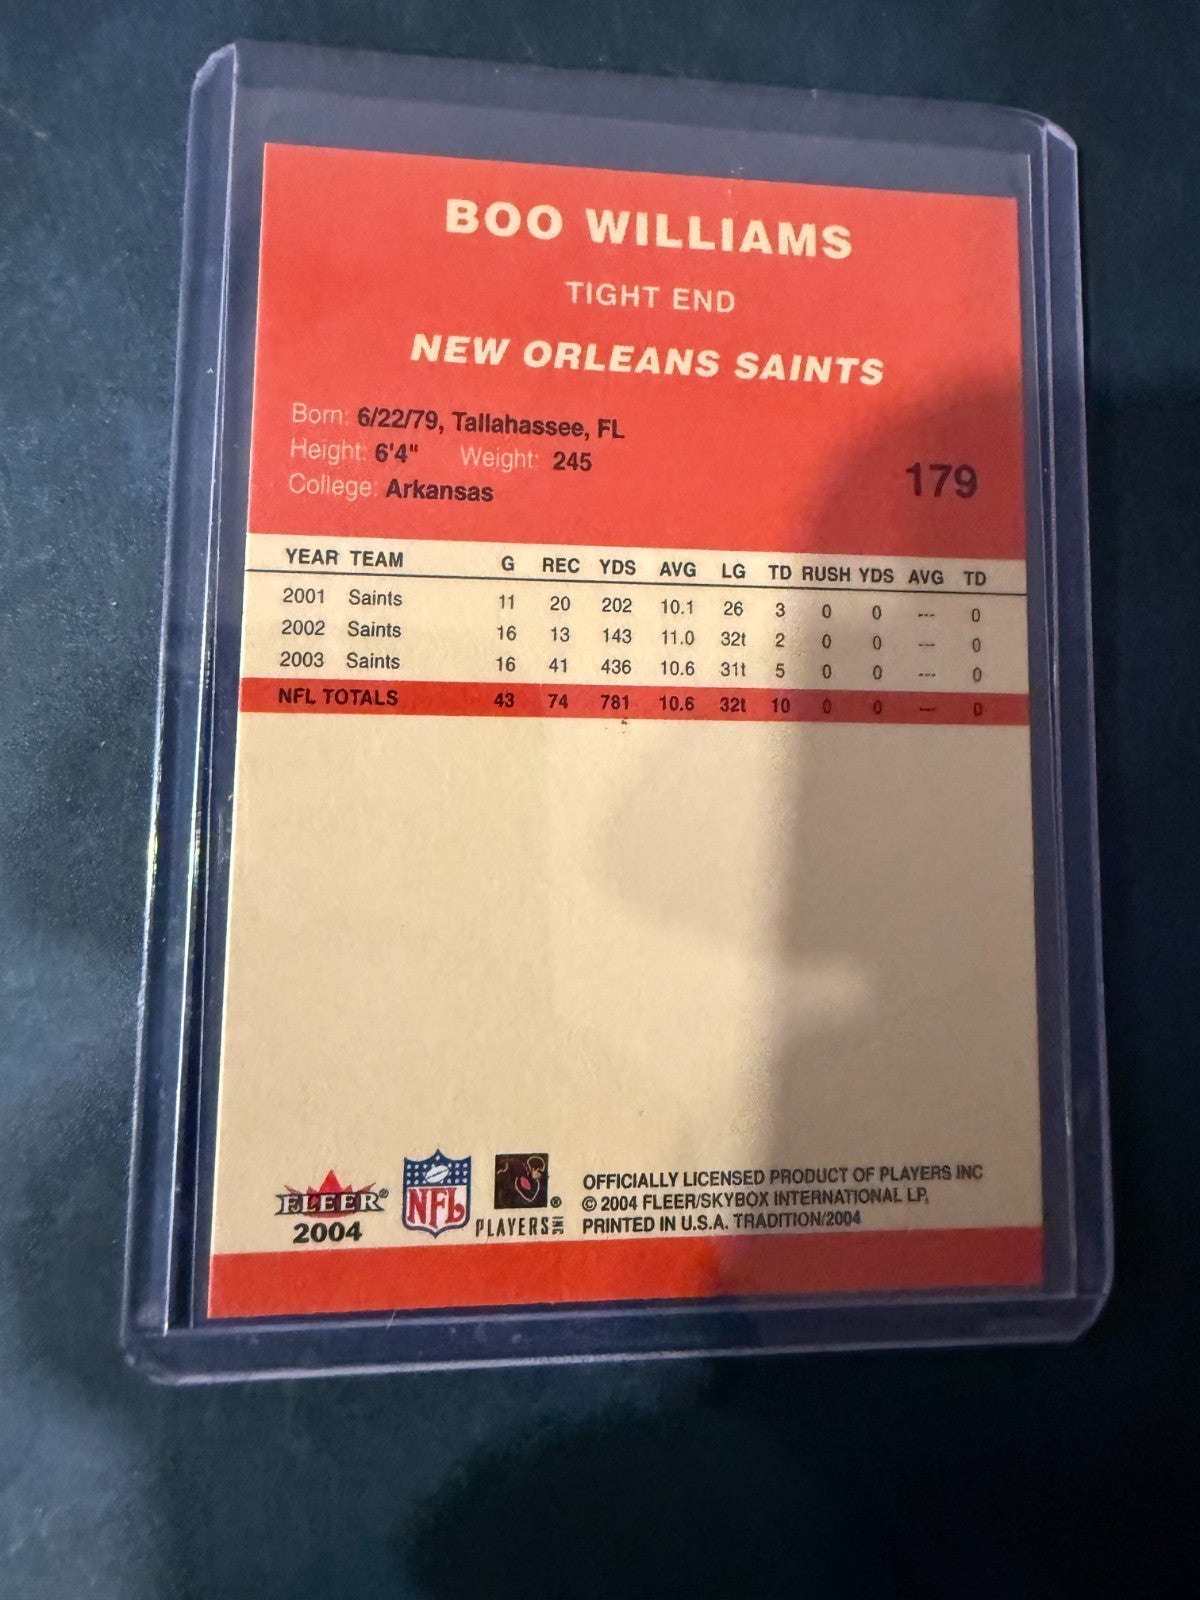 BOO WILLIAMS
TIGHT END
NEW ORLEANS SAINTS
Born: 6/22/79, Tallahassee, FL
Height: 6'4" Weight: 245
College: Arkansas
179
YEAR TEAM G REC YDS AVG LG TD RUSH YDS AVG TD
2001 Saints 11 20 202 10.1 26 3 0 0 --- 0
2002 Saints 16 13 143 11.0 32t 2 0 0 --- 0
2003 Saints 16 41 436 10.6 31t 5 0 0 --- 0
NFL TOTALS 43 74 781 10.6 32t 10 0 0 --- 0
FLEER®
2004
NFL
®
PLAYERS INC
OFFICIALLY LICENSED PRODUCT OF PLAYERS INC
© 2004 FLEER/SKYBOX INTERNATIONAL LP,
PRINTED IN U.S.A. TRADITION/2004